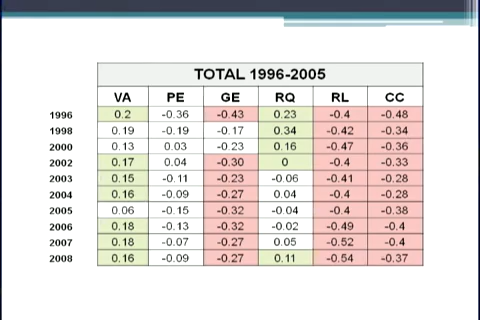 TOTAL 1996-2005
VA PE GE RQ RL CC
1996 0.2 -0.36 -0.43 0.23 -0.4 -0.48
1998 0.19 -0.19 -0.17 0.34 -0.42 -0.34
2000 0.13 0.03 -0.23 0.16 -0.47 -0.36
2002 0.17 0.04 -0.30 0 -0.4 -0.33
2003 0.15 -0.11 -0.23 -0.06 -0.41 -0.28
2004 0.16 -0.09 -0.27 0.04 -0.4 -0.28
2005 0.06 -0.15 -0.32 -0.04 -0.4 -0.38
2006 0.18 -0.13 -0.32 -0.02 -0.49 -0.4
2007 0.18 -0.07 -0.27 0.05 -0.52 -0.4
2008 0.16 -0.09 -0.27 0.11 -0.54 -0.37